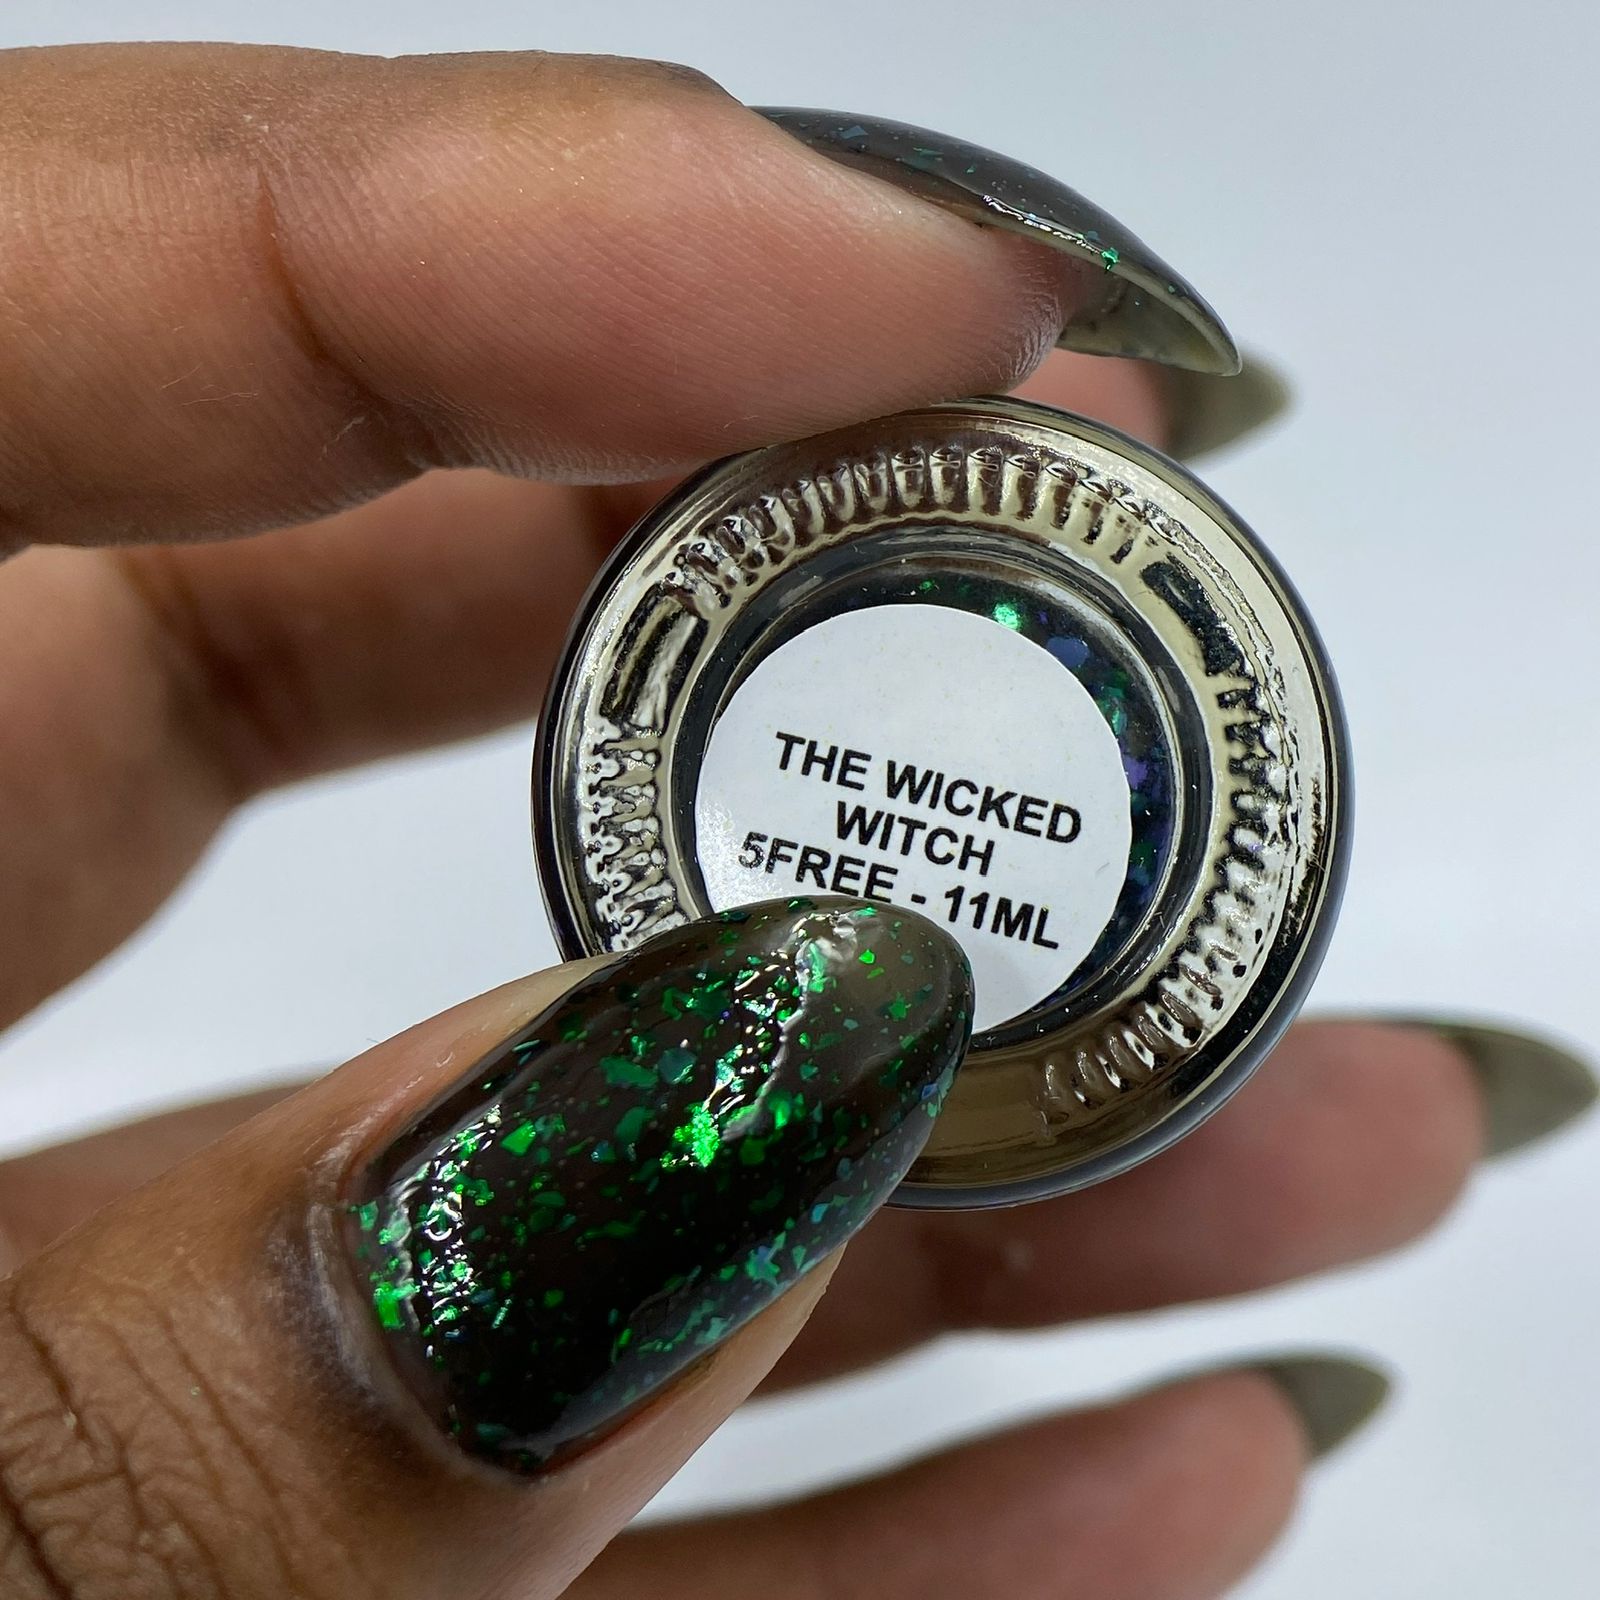 THE WICKED
WITCH
5FREE - 11ML